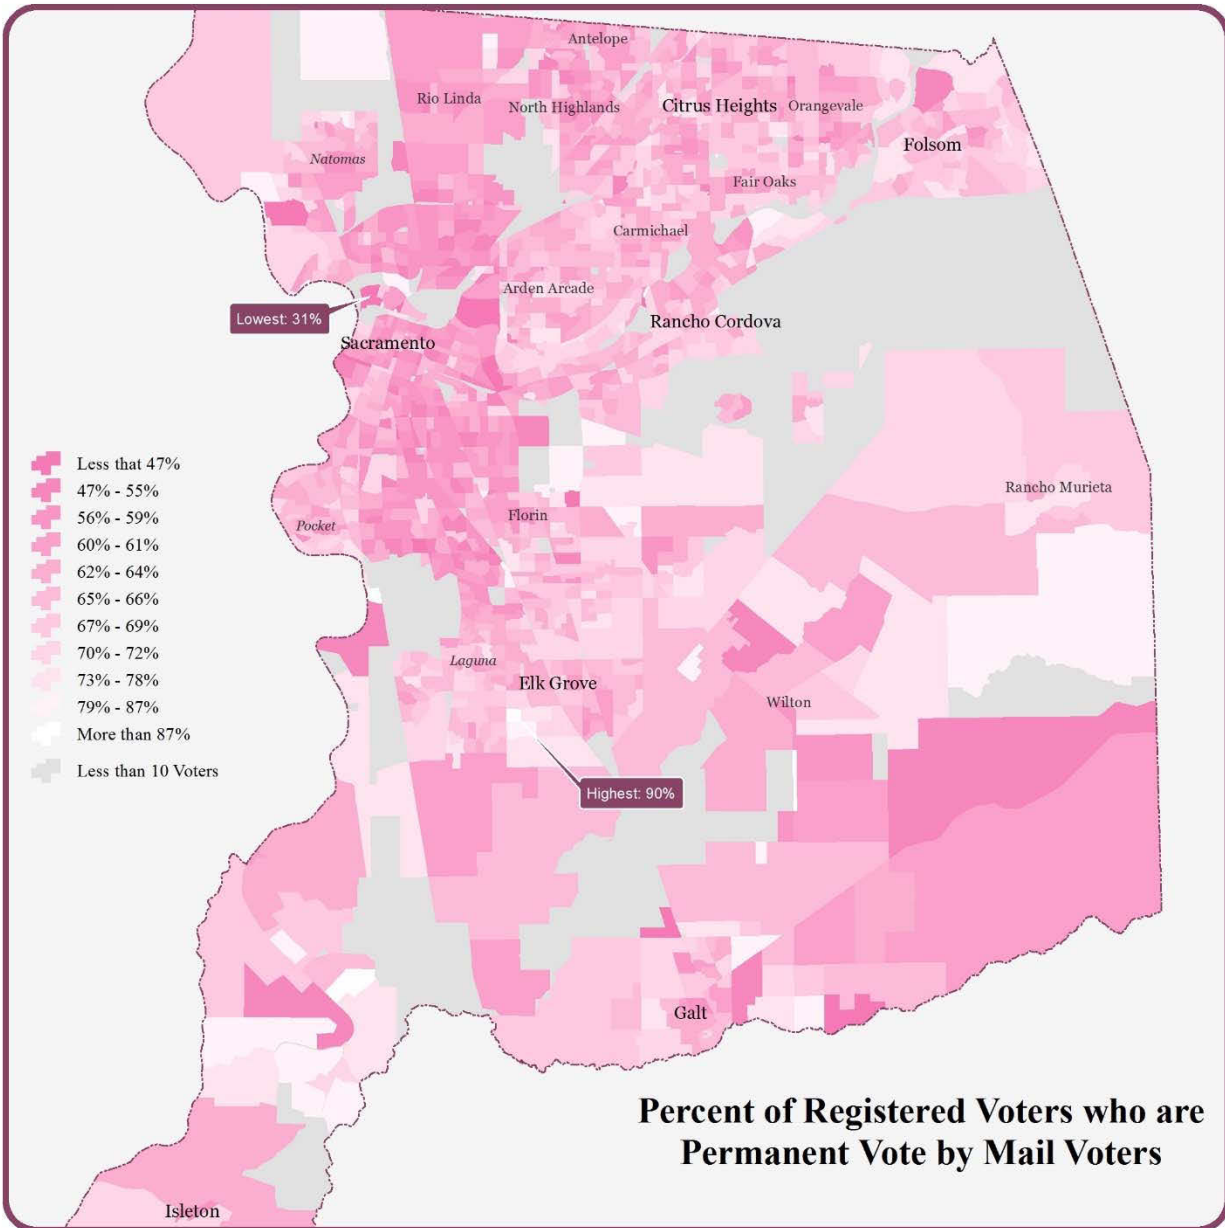 Antelope
Rio Linda
North Highlands
Citrus Heights
Orangevale
Folsom
Natomas
Fair Oaks
Carmichael
Arden Arcade
Lowest: 31%
Rancho Cordova
Sacramento
Less that 47%
47% - 55%
56% - 59%
60% - 61%
62% - 64%
65% - 66%
67% - 69%
70% - 72%
73% - 78%
79% - 87%
More than 87%
Less than 10 Voters
Rancho Murieta
Pocket
Florin
Laguna
Elk Grove
Wilton
Highest: 90%
Galt
Percent of Registered Voters who are
Permanent Vote by Mail Voters
Isleton